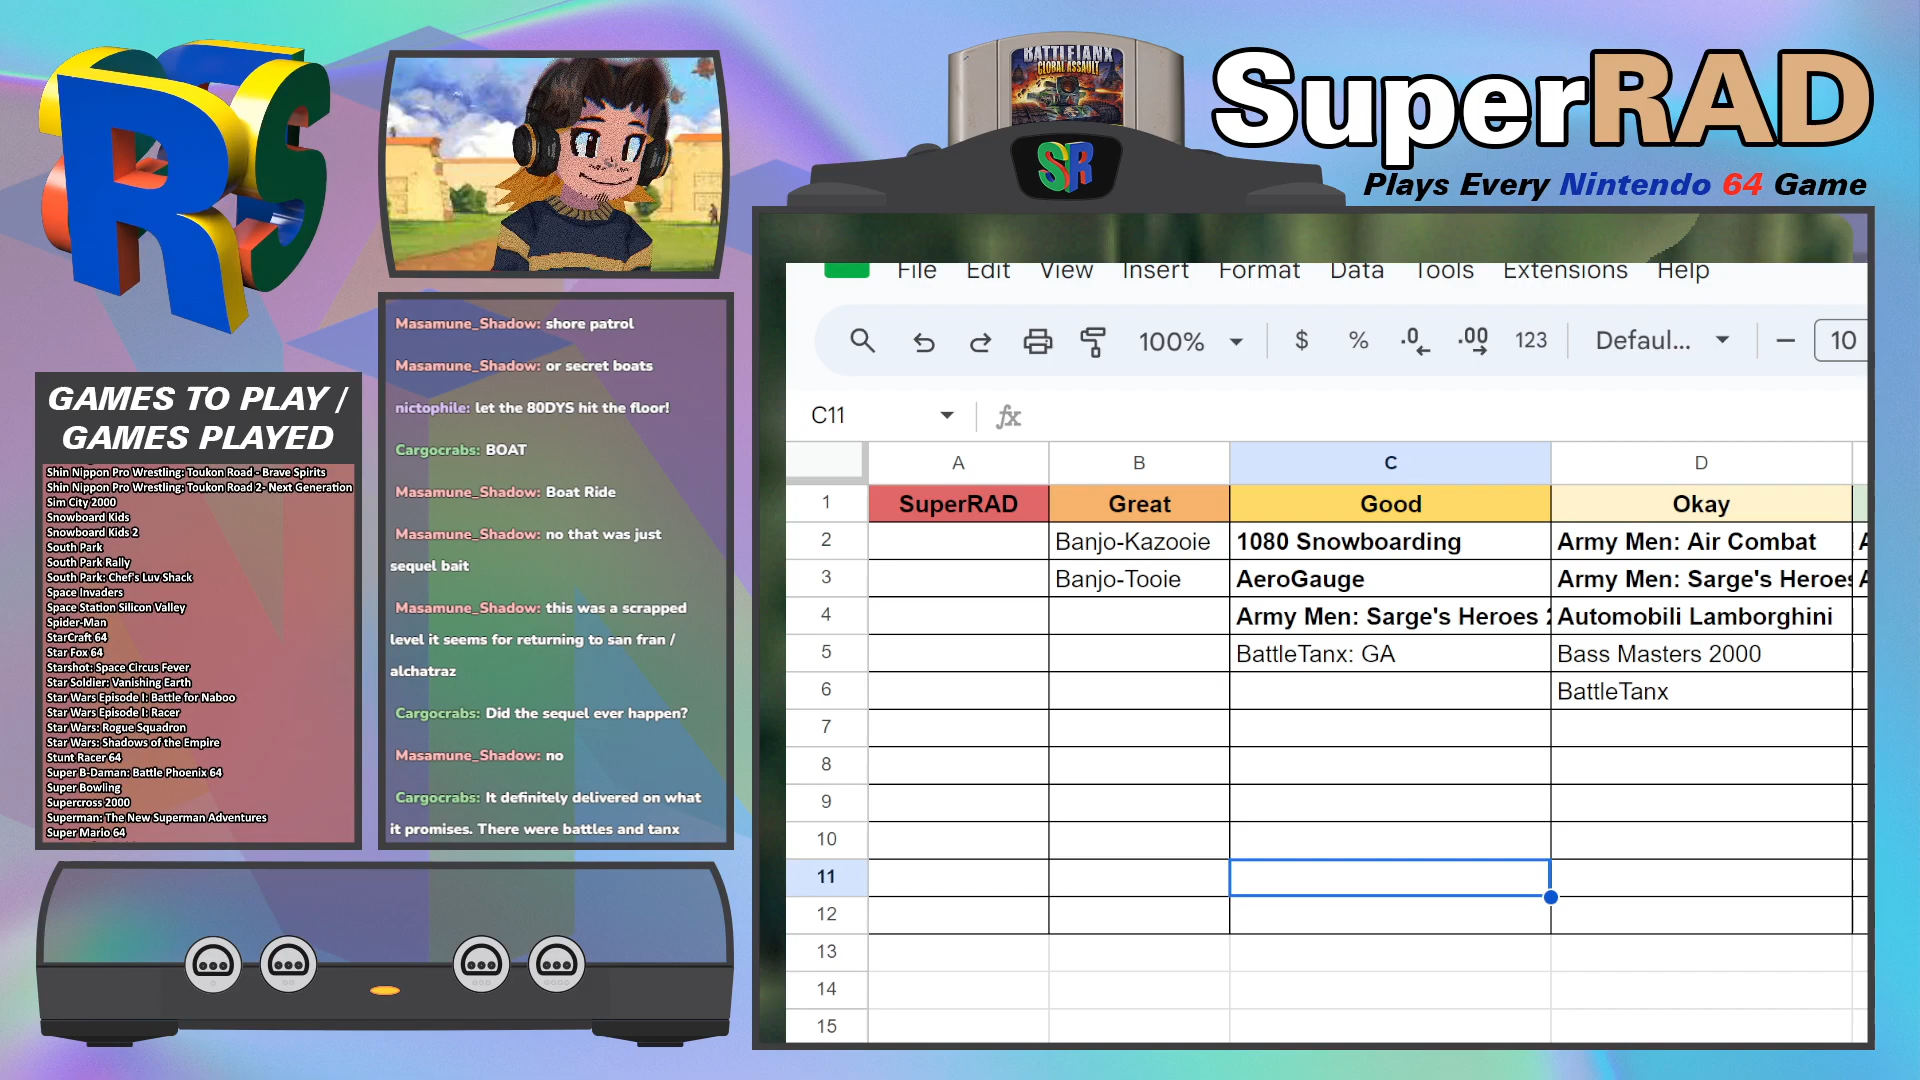 RS
BATTLETANX
GLOBAL ASSAULT
SR
SuperRAD
Plays Every Nintendo 64 Game
GAMES TO PLAY /
GAMES PLAYED
Shin Nippon Pro Wrestling: Toukon Road - Brave Spirits
Shin Nippon Pro Wrestling: Toukon Road 2- Next Generation
Sim City 2000
Snowboard Kids
Snowboard Kids 2
South Park
South Park Rally
South Park: Chef's Luv Shack
Space Invaders
Space Station Silicon Valley
Spider-Man
StarCraft 64
Star Fox 64
Starshot: Space Circus Fever
Star Soldier: Vanishing Earth
Star Wars Episode I: Battle for Naboo
Star Wars Episode I: Racer
Star Wars: Rogue Squadron
Star Wars: Shadows of the Empire
Stunt Racer 64
Super B-Daman: Battle Phoenix 64
Super Bowling
Supercross 2000
Superman: The New Superman Adventures
Super Mario 64
Masamune_Shadow: shore patrol
Masamune_Shadow: or secret boats
nictophile: let the 80DYS hit the floor!
Cargocrabs: BOAT
Masamune_Shadow: Boat Ride
Masamune_Shadow: no that was just
sequel bait
Masamune_Shadow: this was a scrapped
level it seems for returning to san fran /
alchatraz
Cargocrabs: Did the sequel ever happen?
Masamune_Shadow: no
Cargocrabs: It definitely delivered on what
it promises. There were battles and tanx
File Edit View Insert Format Data Tools Extensions Help
100% $ % .0 .00 123 Defaul... 10
C11 fx
A B C D
1 SuperRAD Great Good Okay
2 Banjo-Kazooie 1080 Snowboarding Army Men: Air Combat A
3 Banjo-Tooie AeroGauge Army Men: Sarge's Heroes A
4 Army Men: Sarge's Heroes 2 Automobili Lamborghini
5 BattleTanx: GA Bass Masters 2000
6 BattleTanx
7
8
9
10
11
12
13
14
15